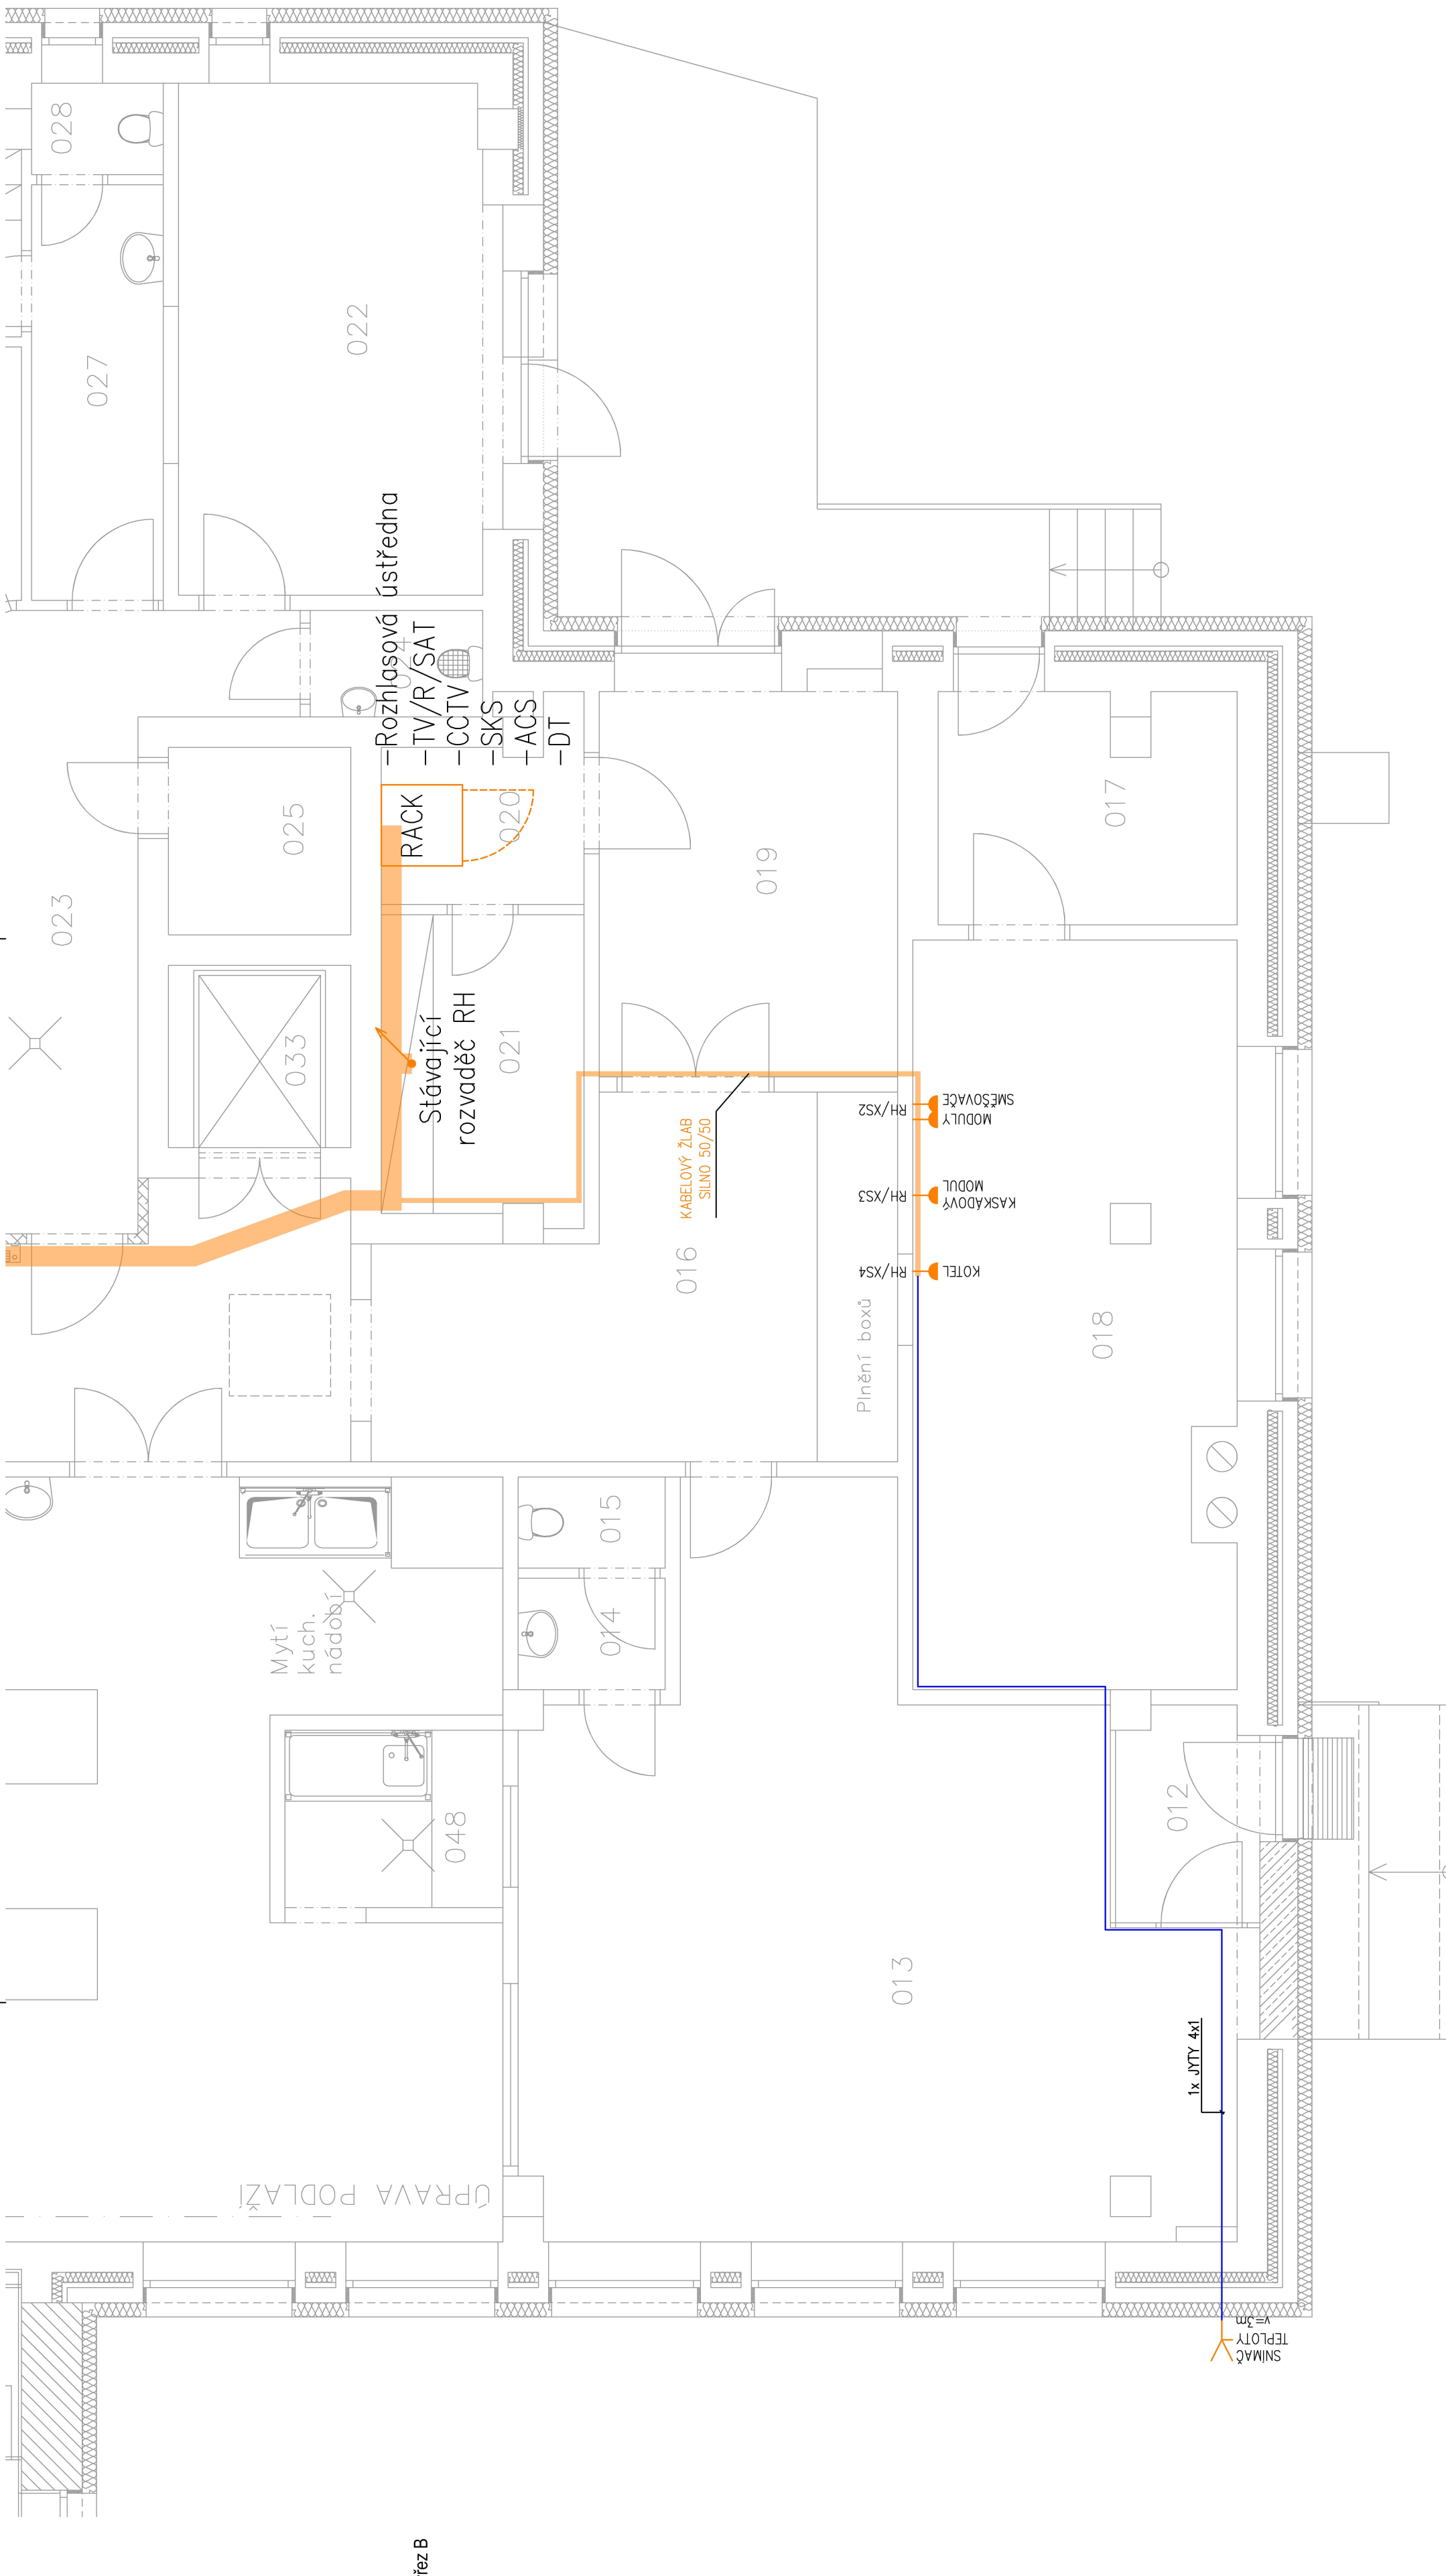 028
027
022
-Rozhlasová ústředna
-TV/R/SAT
-CCTV
-SKS
-ACS
-DT
024
RACK
020
025
023
033
Stávající
rozvaděč RH
021
019
017
KABELOVÝ ŽLAB
SILNO 50/50
RH/XS2
SMĚŠOVAČE
MODULY
RH/XS3
KASKÁDOVÝ
MODUL
RH/XS4
KOTEL
016
Plnění boxů
018
015
014
Mytí
kuch.
nádobí
048
012
013
1x JYTY 4x1
ÚPRAVA PODLAŽÍ
SNÍMAČ
TEPLOTY
v=3m
řez B